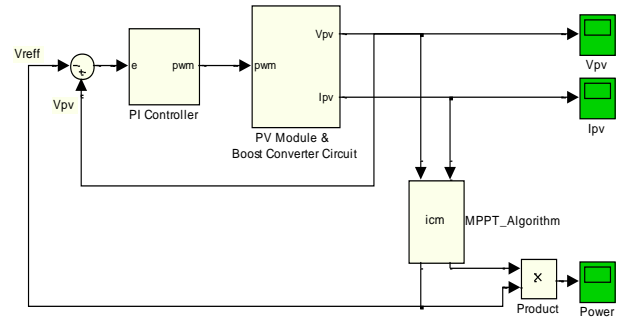 Vreff
Vpv
e
pwm
PI Controller
pwm
Vpv
Ipv
PV Module &
Boost Converter Circuit
Vpv
Ipv
icm
MPPT_Algorithm
x
Product
Power